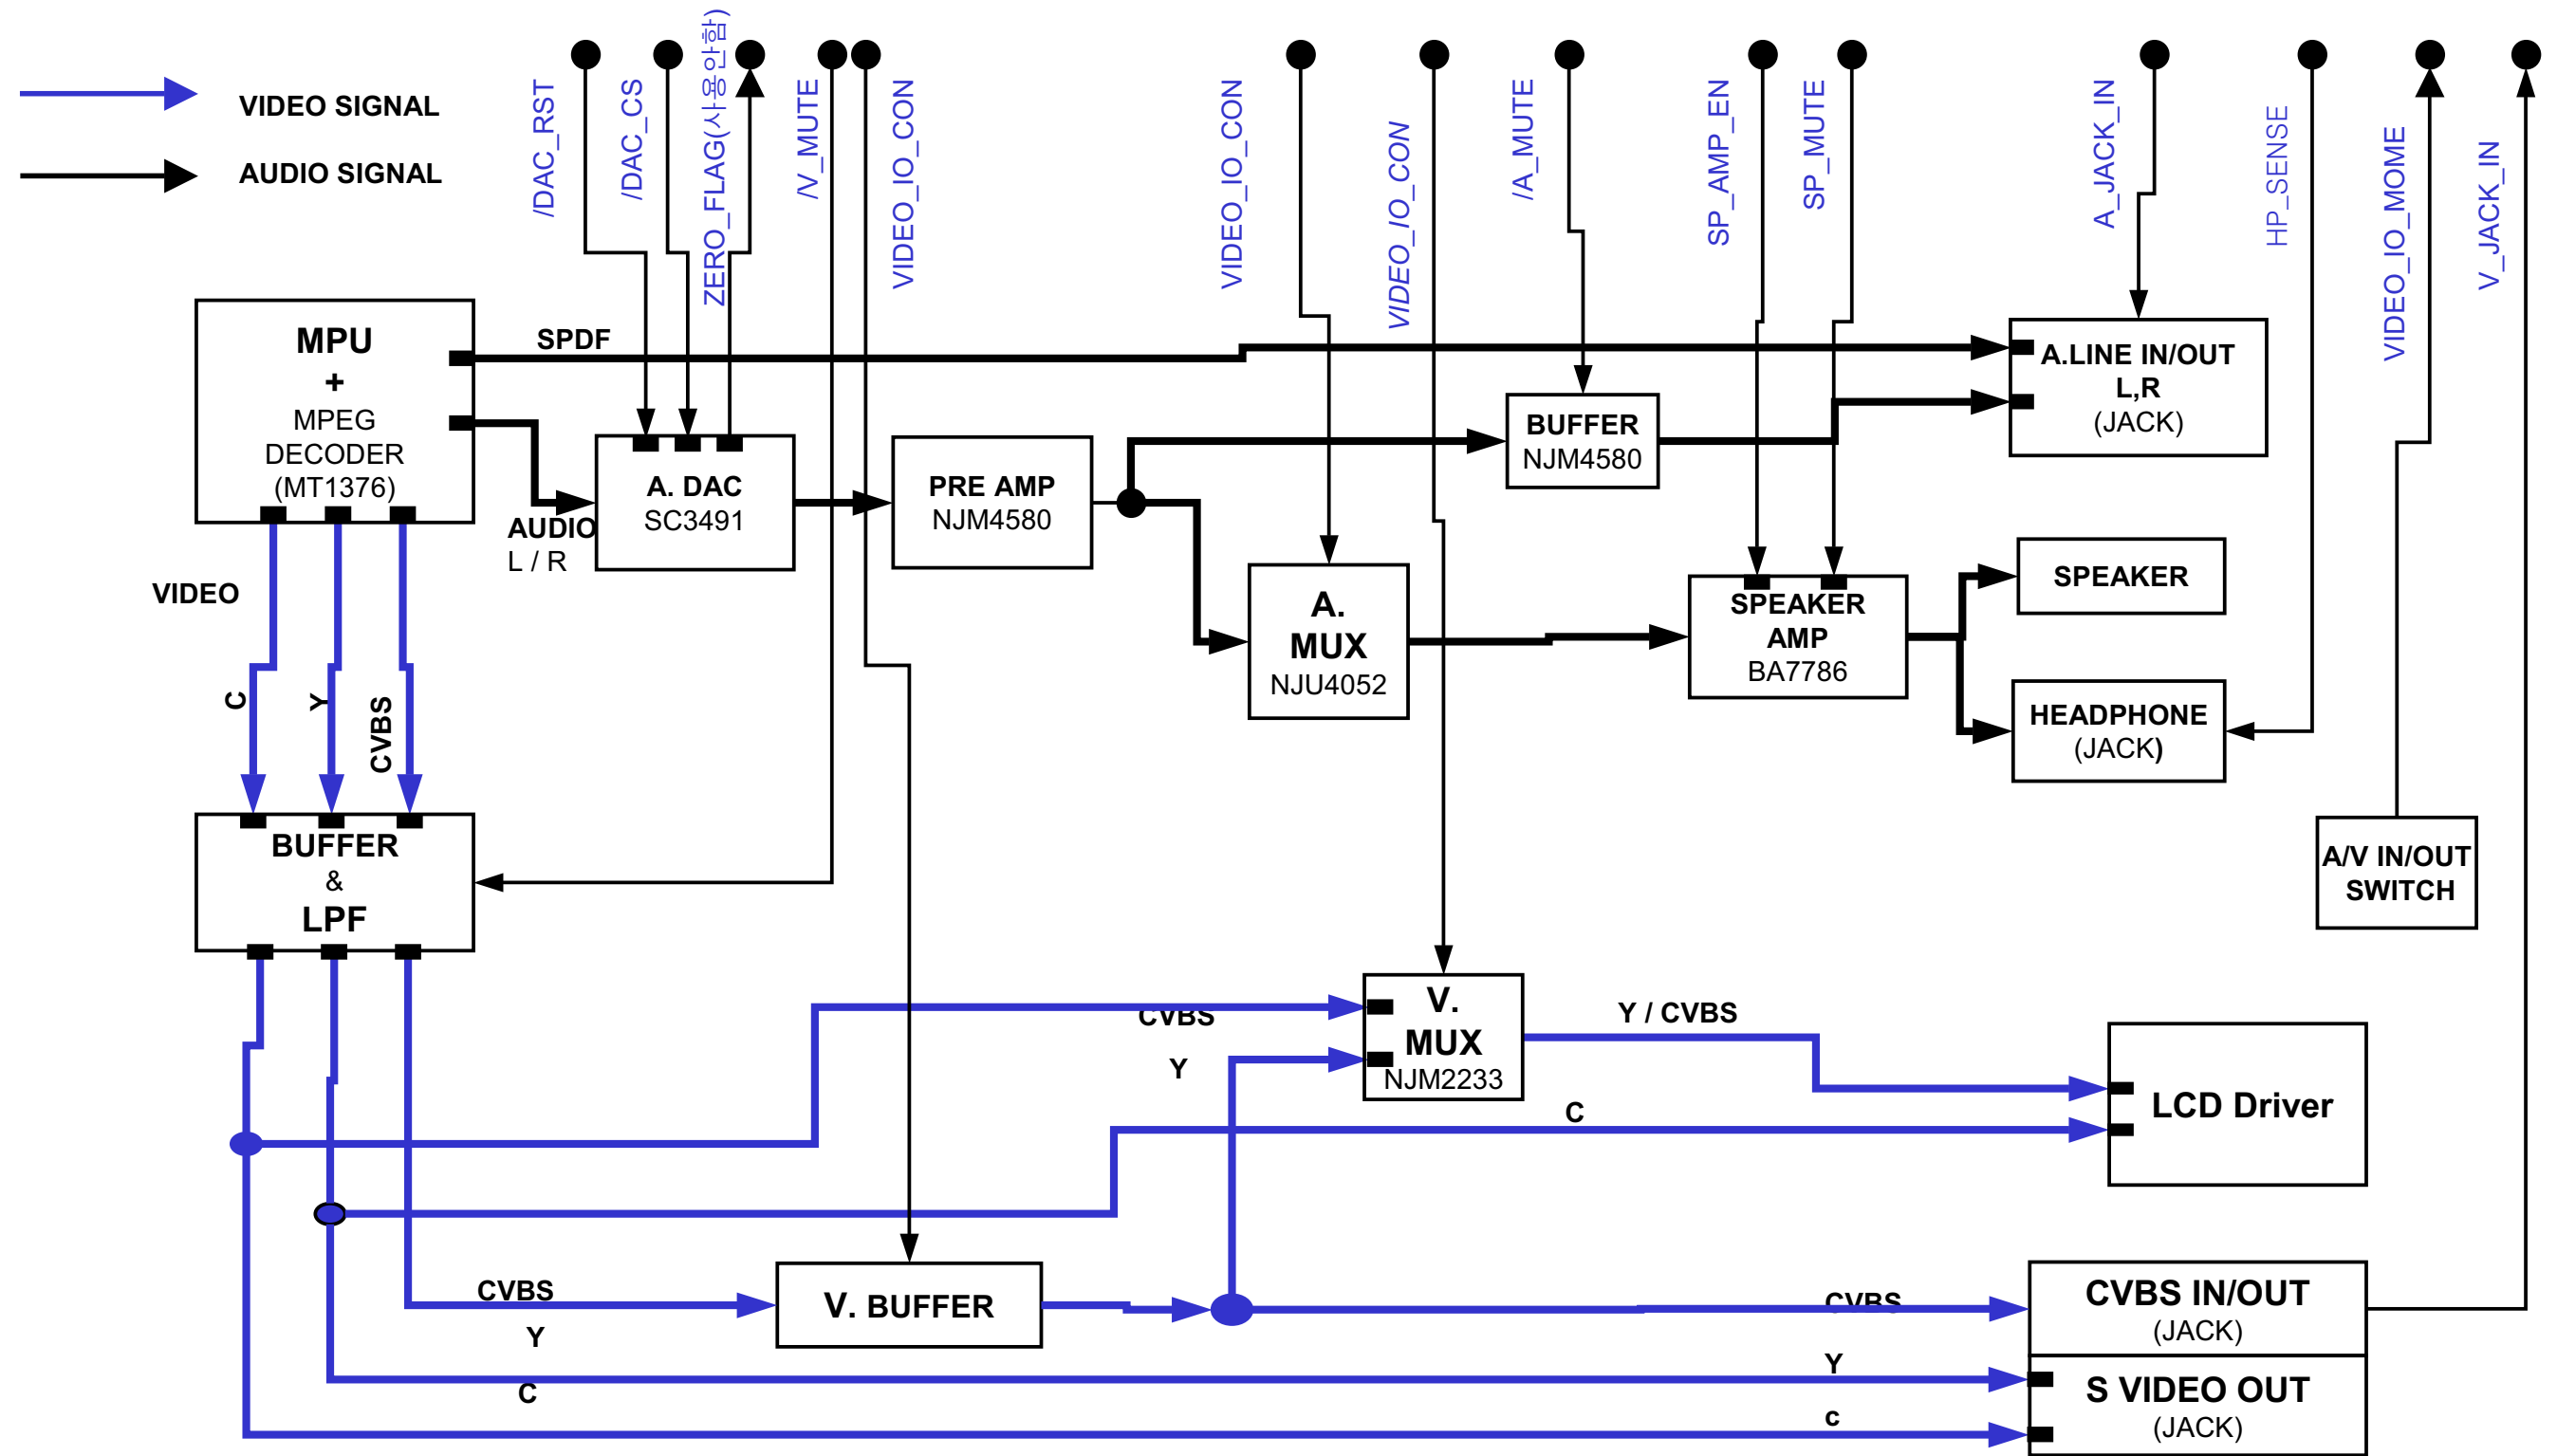 VIDEO SIGNAL
AUDIO SIGNAL
/DAC_RST
/DAC_CS
ZERO_FLAG(사용안함)
/V_MUTE
VIDEO_IO_CON
VIDEO_IO_CON
VIDEO_IO_CON
/A_MUTE
SP_AMP_EN
SP_MUTE
A_JACK_IN
HP_SENSE
VIDEO_IO_MOME
V_JACK_IN
MPU
+
MPEG
DECODER
(MT1376)
SPDF
AUDIO
L / R
A. DAC
SC3491
PRE AMP
NJM4580
BUFFER
NJM4580
A.LINE IN/OUT
L,R
(JACK)
A.
MUX
NJU4052
SPEAKER
AMP
BA7786
SPEAKER
HEADPHONE
(JACK)
VIDEO
C
Y
CVBS
BUFFER
&
LPF
A/V IN/OUT
SWITCH
CVBS
Y
V.
MUX
NJM2233
Y / CVBS
C
LCD Driver
CVBS
Y
C
V. BUFFER
CVBS
Y
c
CVBS IN/OUT
(JACK)
S VIDEO OUT
(JACK)